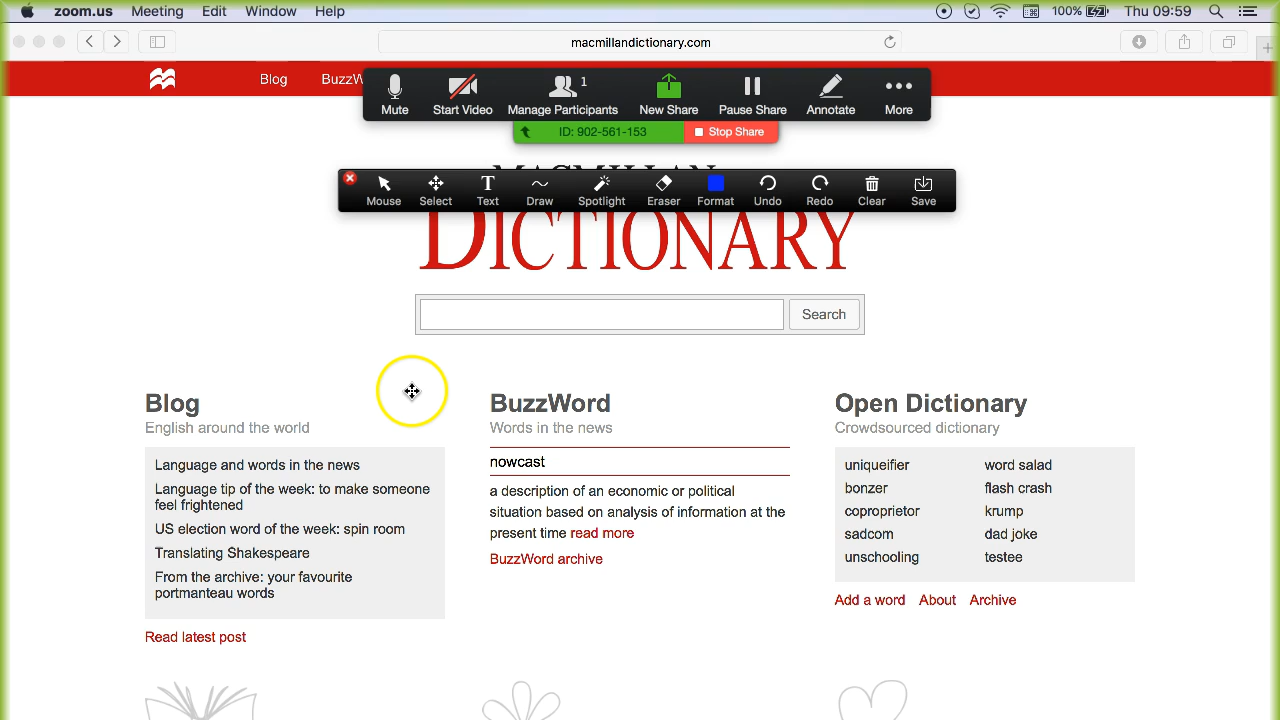 zoom.us Meeting Edit Window Help 100% Thu 09:59
macmillandictionary.com
Blog BuzzW
Mute Start Video Manage Participants 1 New Share Pause Share Annotate More
ID: 902-561-153 Stop Share
MACMILLAN
Mouse Select Text Draw Spotlight Eraser Format Undo Redo Clear Save
DICTIONARY
Search
Blog
English around the world
Language and words in the news
Language tip of the week: to make someone
feel frightened
US election word of the week: spin room
Translating Shakespeare
From the archive: your favourite
portmanteau words
Read latest post
BuzzWord
Words in the news
nowcast
a description of an economic or political
situation based on analysis of information at the
present time read more
BuzzWord archive
Open Dictionary
Crowdsourced dictionary
uniqueifier word salad
bonzer flash crash
coproprietor krump
sadcom dad joke
unschooling testee
Add a word About Archive